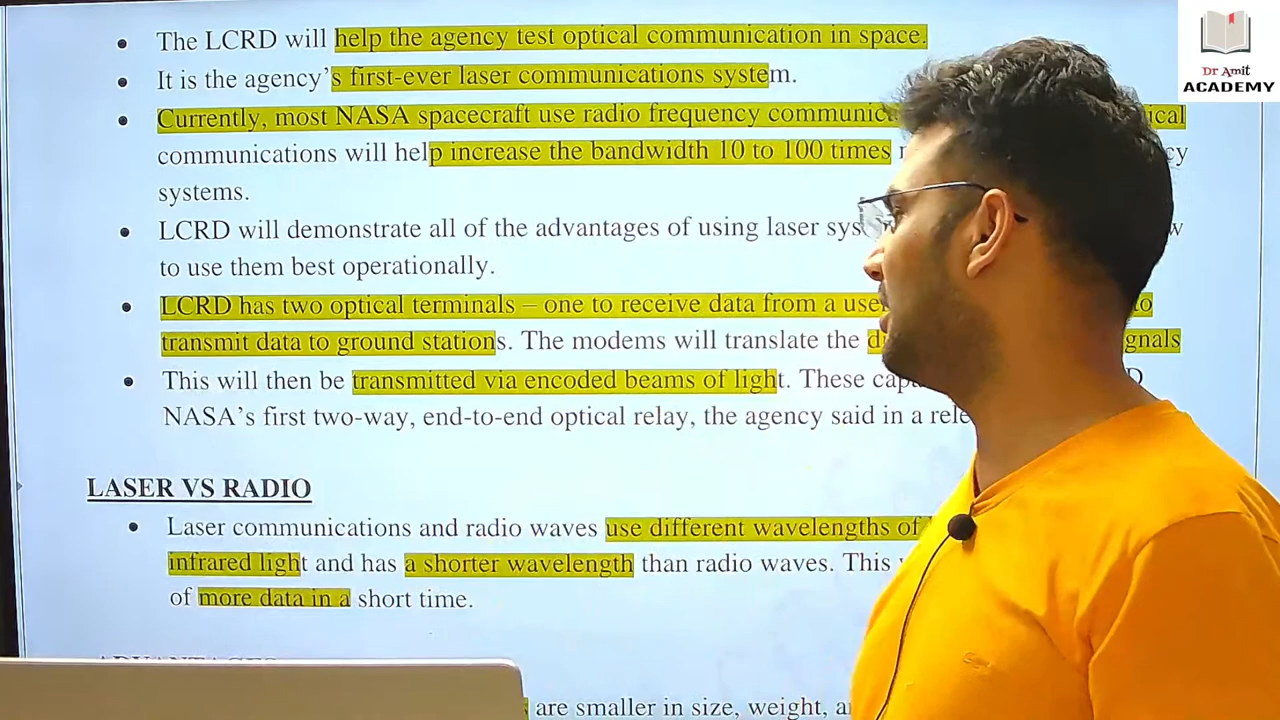 The LCRD will help the agency test optical communication in space.
It is the agency's first-ever laser communications system.
Currently, most NASA spacecraft use radio frequency
communications will help increase the bandwidth 10 to 100 times
systems.
LCRD will demonstrate all of the advantages of using laser
to use them best operationally.
LCRD has two optical terminals – one to receive data from a to
transmit data to ground stations. The modems will translate the
This will then be transmitted via encoded beams of light. These
NASA's first two-way, end-to-end optical relay, the agency said in a
LASER VS RADIO
Laser communications and radio waves use different wavelengths of
infrared light and has a shorter wavelength than radio waves. This
of more data in a short time.
are smaller in size, weight,
Dr Amit
ACADEMY